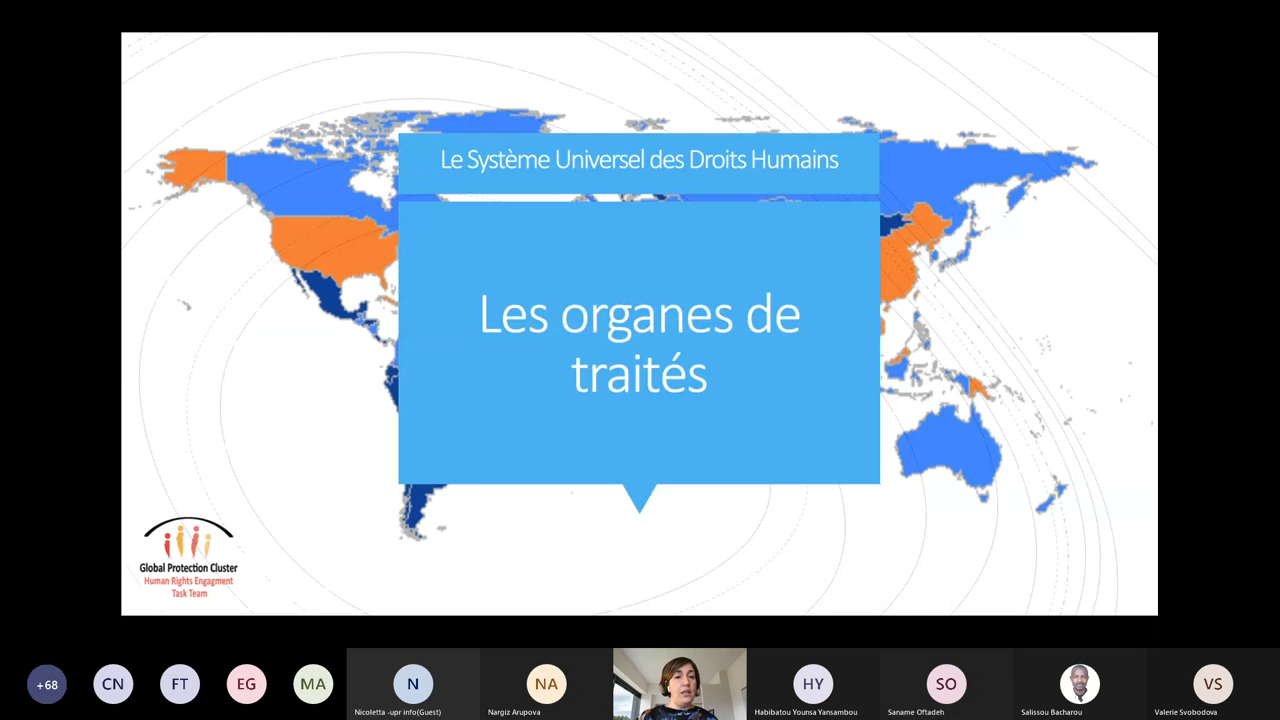 Le Système Universel des Droits Humains
Les organes de
traités
Global Protection Cluster
Human Rights Engagment
Task Team
+68
CN
FT
EG
MA
N
NA
HY
SO
VS
Nicoletta -upr info(Guest)
Nargiz Arupova
Habibatou Younsa Yansambou
Saname Oftadeh
Salissou Bacharou
Valerie Svobodova